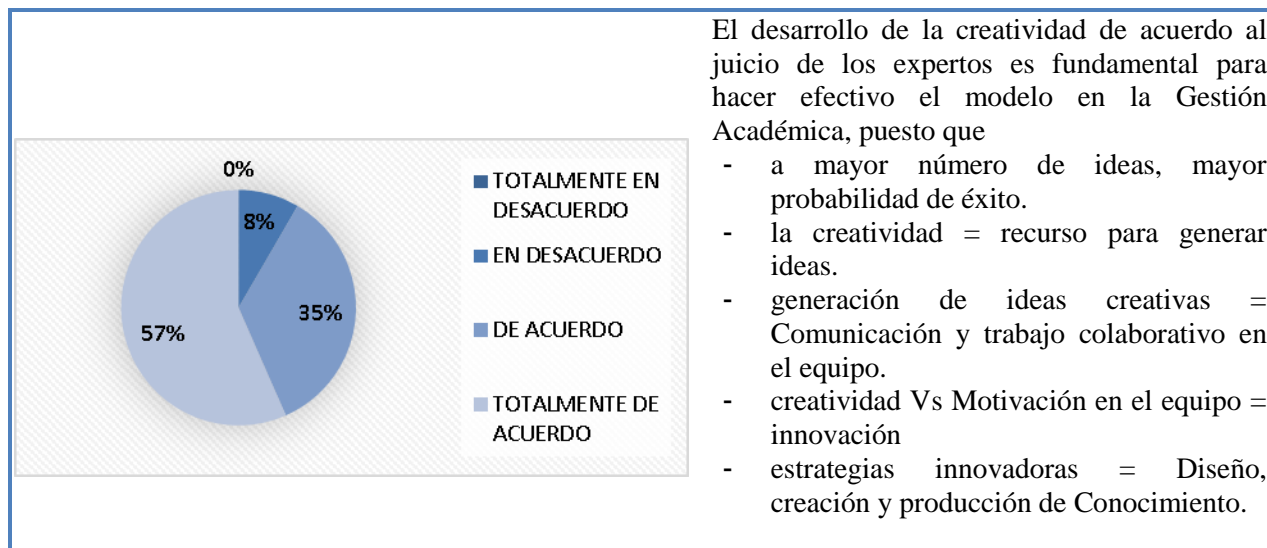 0%
8%
35%
57%
TOTALMENTE EN
DESACUERDO
EN DESACUERDO
DE ACUERDO
TOTALMENTE DE
ACUERDO
El desarrollo de la creatividad de acuerdo al
juicio de los expertos es fundamental para
hacer efectivo el modelo en la Gestión
Académica, puesto que
- a mayor número de ideas, mayor
probabilidad de éxito.
- la creatividad = recurso para generar
ideas.
- generación de ideas creativas =
Comunicación y trabajo colaborativo en
el equipo.
- creatividad Vs Motivación en el equipo =
innovación
- estrategias innovadoras = Diseño,
creación y producción de Conocimiento.